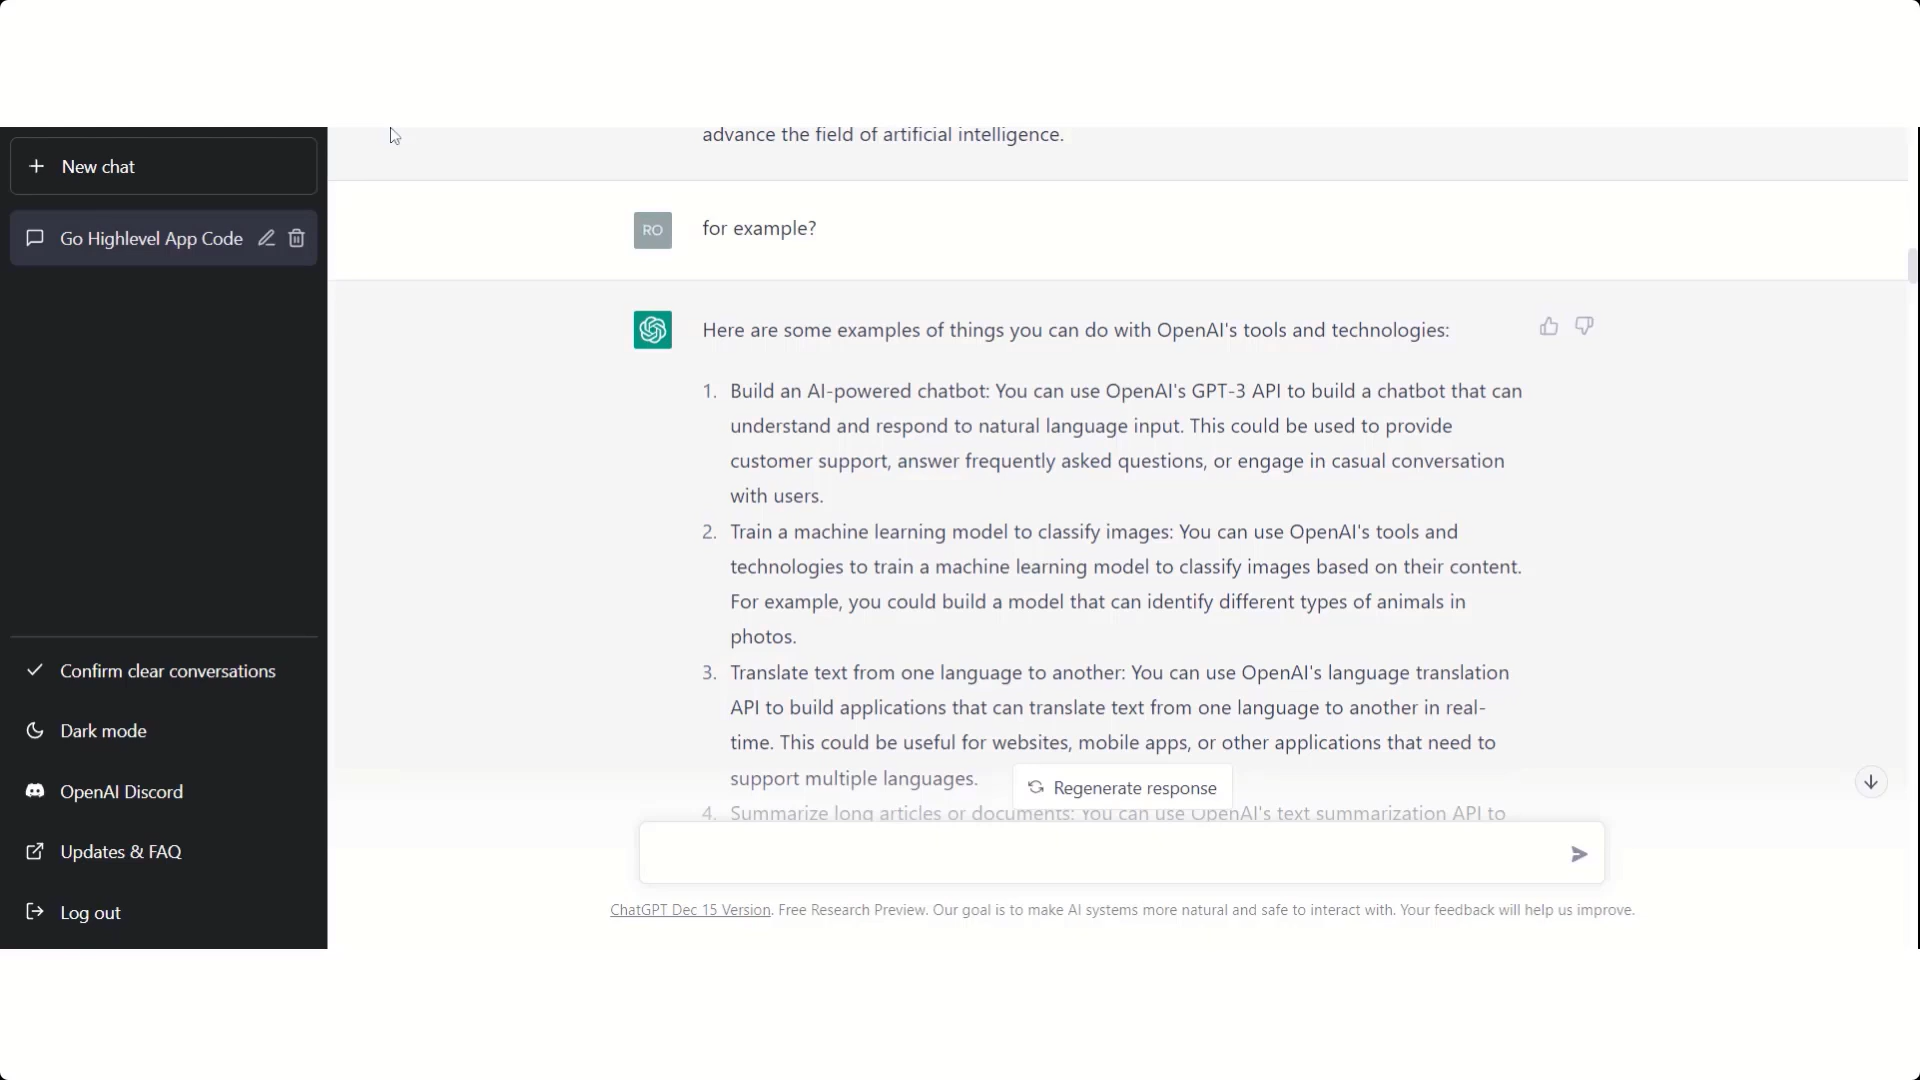 New chat
Go Highlevel App Code
Confirm clear conversations
Dark mode
OpenAI Discord
Updates & FAQ
Log out
advance the field of artificial intelligence.
RO
for example?
Here are some examples of things you can do with OpenAI's tools and technologies:
1. Build an AI-powered chatbot: You can use OpenAI's GPT-3 API to build a chatbot that can
understand and respond to natural language input. This could be used to provide
customer support, answer frequently asked questions, or engage in casual conversation
with users.
2. Train a machine learning model to classify images: You can use OpenAI's tools and
technologies to train a machine learning model to classify images based on their content.
For example, you could build a model that can identify different types of animals in
photos.
3. Translate text from one language to another: You can use OpenAI's language translation
API to build applications that can translate text from one language to another in real-
time. This could be useful for websites, mobile apps, or other applications that need to
support multiple languages.
Regenerate response
4. Summarize long articles or documents: You can use OpenAI's text summarization API to
ChatGPT Dec 15 Version. Free Research Preview. Our goal is to make AI systems more natural and safe to interact with. Your feedback will help us improve.